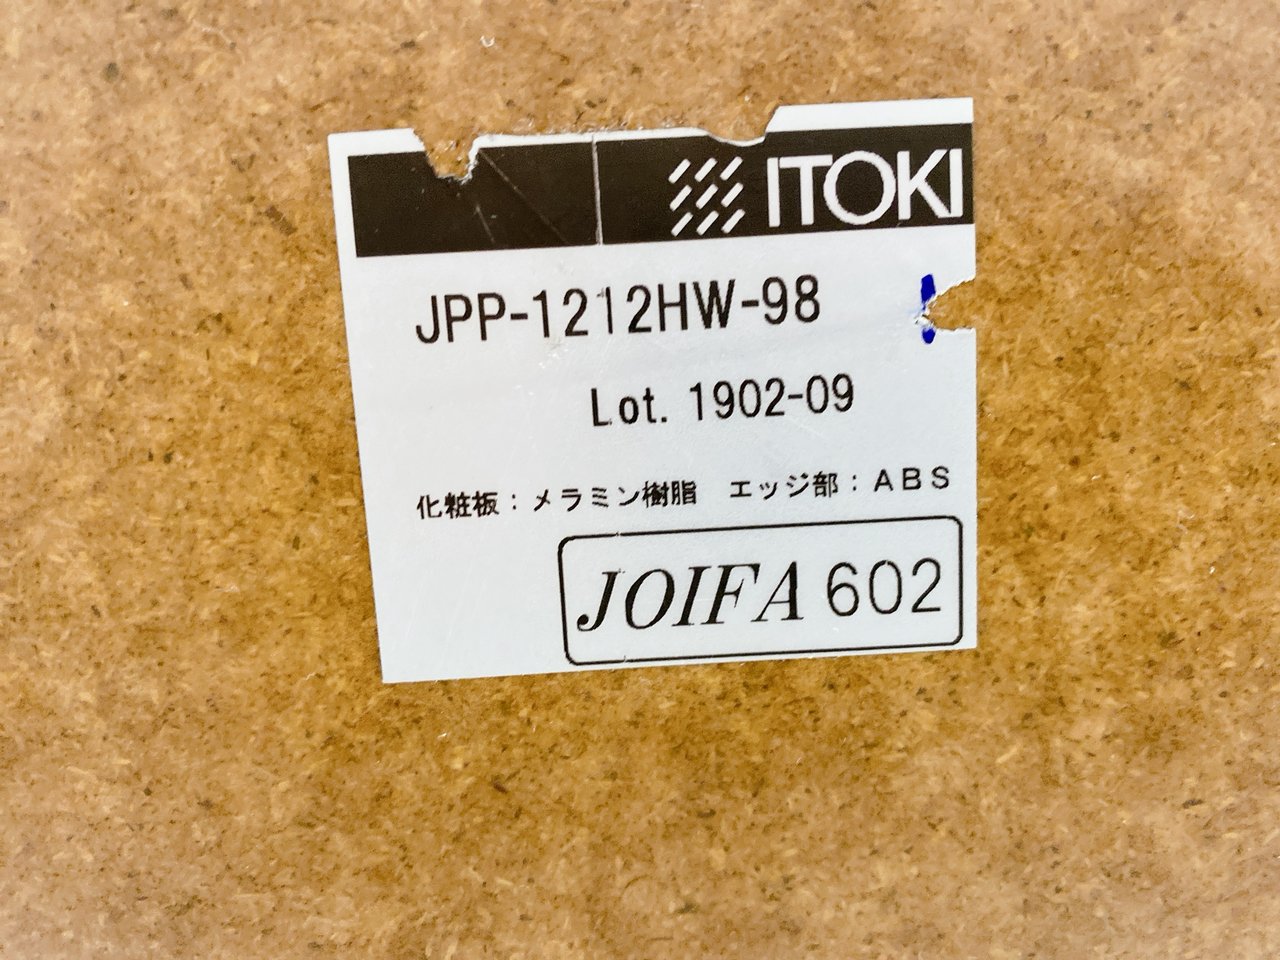 ITOKI
JPP-1212HW-98
Lot. 1902-09
化粧板：メラミン樹脂　エッジ部：ＡＢＳ
JOIFA 602